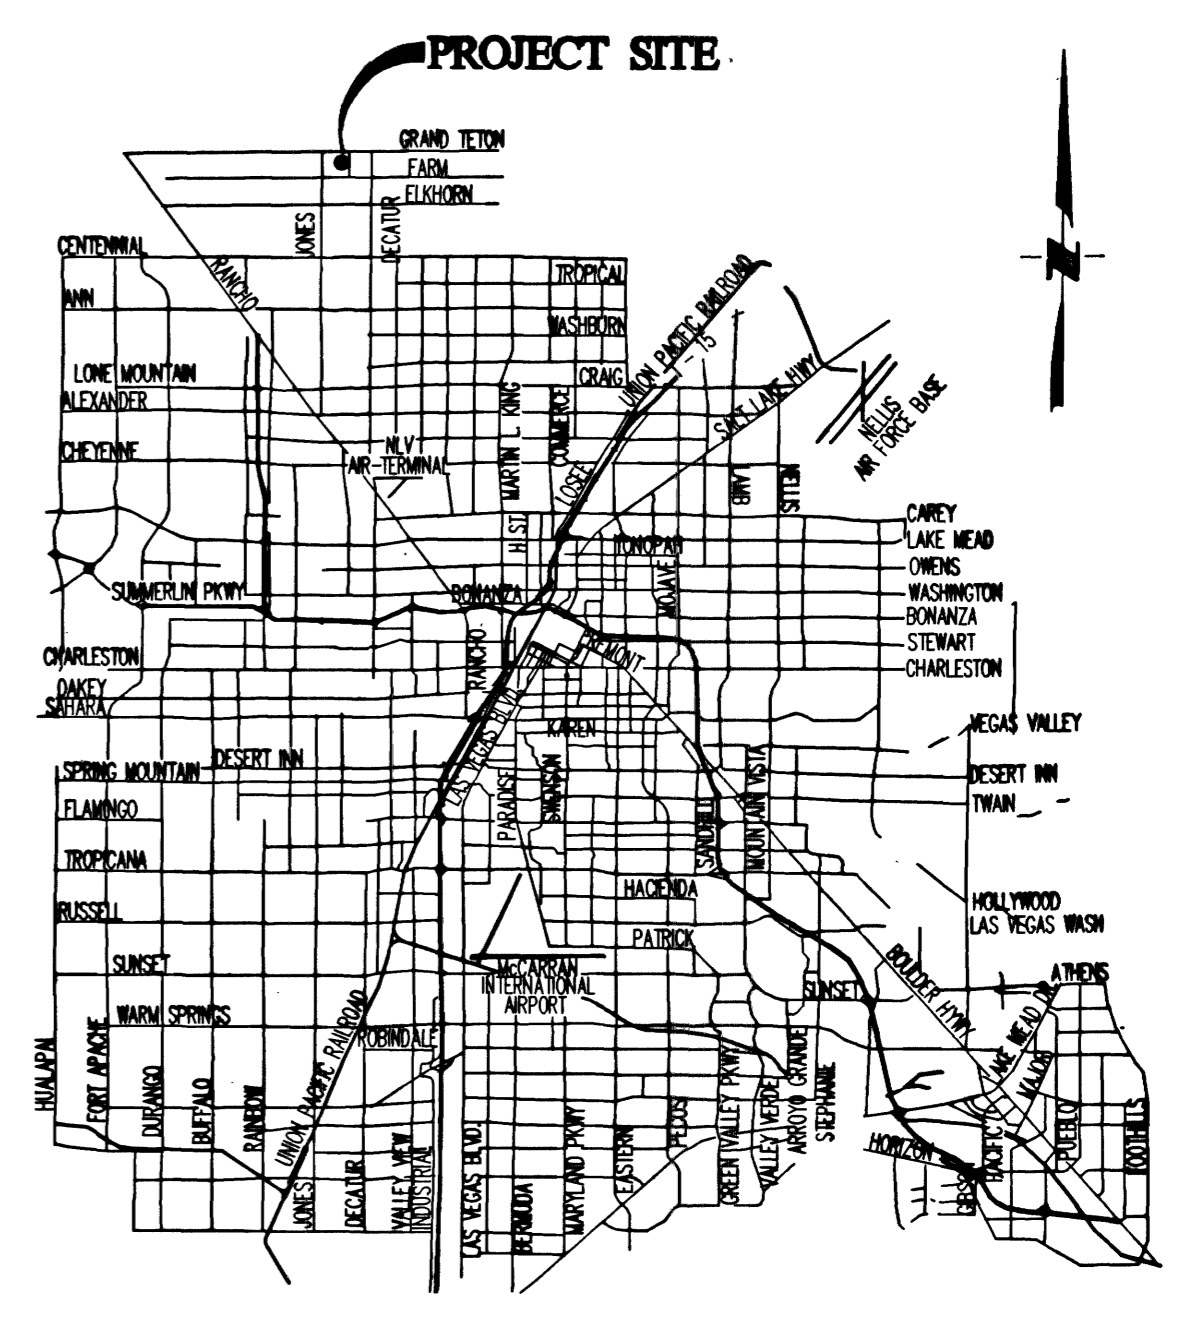 PROJECT SITE
GRAND TETON
FARM
ELKHORN
JONES
DECATUR
CENTENNIAL
RANCHO
TROPICAL
UNION PACIFIC RAILROAD
ANN
WASHBURN
I-15
LONE MOUNTAIN
CRAIG
SALT LAKE HWY
ALEXANDER
MARTIN L. KING
COMMERCE
NELLIS
AIR FORCE BASE
CHEYENNE
NLV
AIR-TERMINAL
LOSEE
LAMB
NELLIS
CAREY
H ST.
TONOPAH
LAKE MEAD
OWENS
MOJAVE
SUMMERLIN PKWY
BONANZA
WASHINGTON
BONANZA
STEWART
CHARLESTON
RANCHO
FREMONT
CHARLESTON
OAKEY
SAHARA
LAS VEGAS BLVD
KAREN
VEGAS VALLEY
DESERT INN
SPRING MOUNTAIN
PARADISE
SWENSON
MOUNTAIN VISTA
DESERT INN
FLAMINGO
TWAIN
SANDHILL
TROPICANA
HACIENDA
HOLLYWOOD
RUSSELL
LAS VEGAS WASH
PATRICK
BOULDER HYWY
SUNSET
McCARRAN
INTERNATIONAL
AIRPORT
SUNSET
ATHENS
WARM SPRINGS
ROBINDALE
LAKE MEAD DR.
MAJORS
HUALAPAI
FORT APACHE
DURANGO
BUFFALO
RAINBOW
UNION PACIFIC RAILROAD
PECOS
GREEN VALLEY PKWY
VALLEY VERDE
ARROYO GRANDE
STEPHANIE
HORIZON
PACIFIC
PUEBLO
FOOTHILLS
JONES
DECATUR
VALLEY VIEW
INDUSTRIAL
LAS VEGAS BLVD.
BERMUDA
MARYLAND PKWY
EASTERN
GIBSON
N